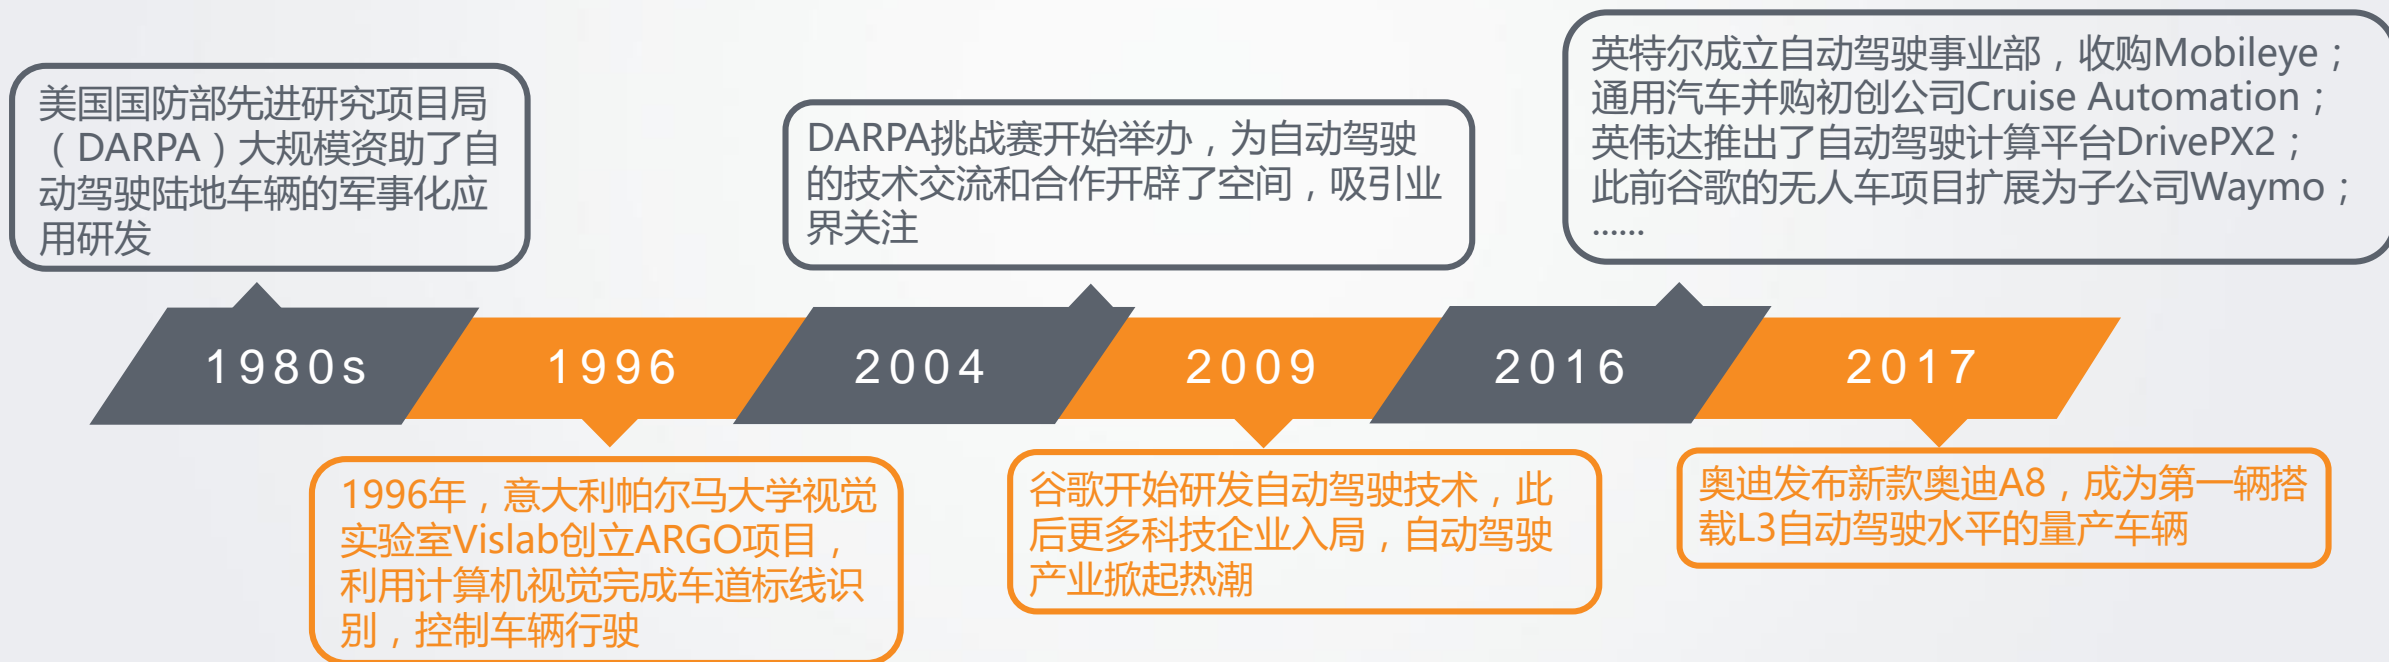 美国国防部先进研究项目局
（DARPA）大规模资助了自
动驾驶陆地车辆的军事化应
用研发
DARPA挑战赛开始举办，为自动驾驶
的技术交流和合作开辟了空间，吸引业
界关注
英特尔成立自动驾驶事业部，收购Mobileye；
通用汽车并购初创公司Cruise Automation；
英伟达推出了自动驾驶计算平台DrivePX2；
此前谷歌的无人车项目扩展为子公司Waymo；
......
1980s
1996
2004
2009
2016
2017
1996年，意大利帕尔马大学视觉
实验室Vislab创立ARGO项目，
利用计算机视觉完成车道标线识
别，控制车辆行驶
谷歌开始研发自动驾驶技术，此
后更多科技企业入局，自动驾驶
产业掀起热潮
奥迪发布新款奥迪A8，成为第一辆搭
载L3自动驾驶水平的量产车辆